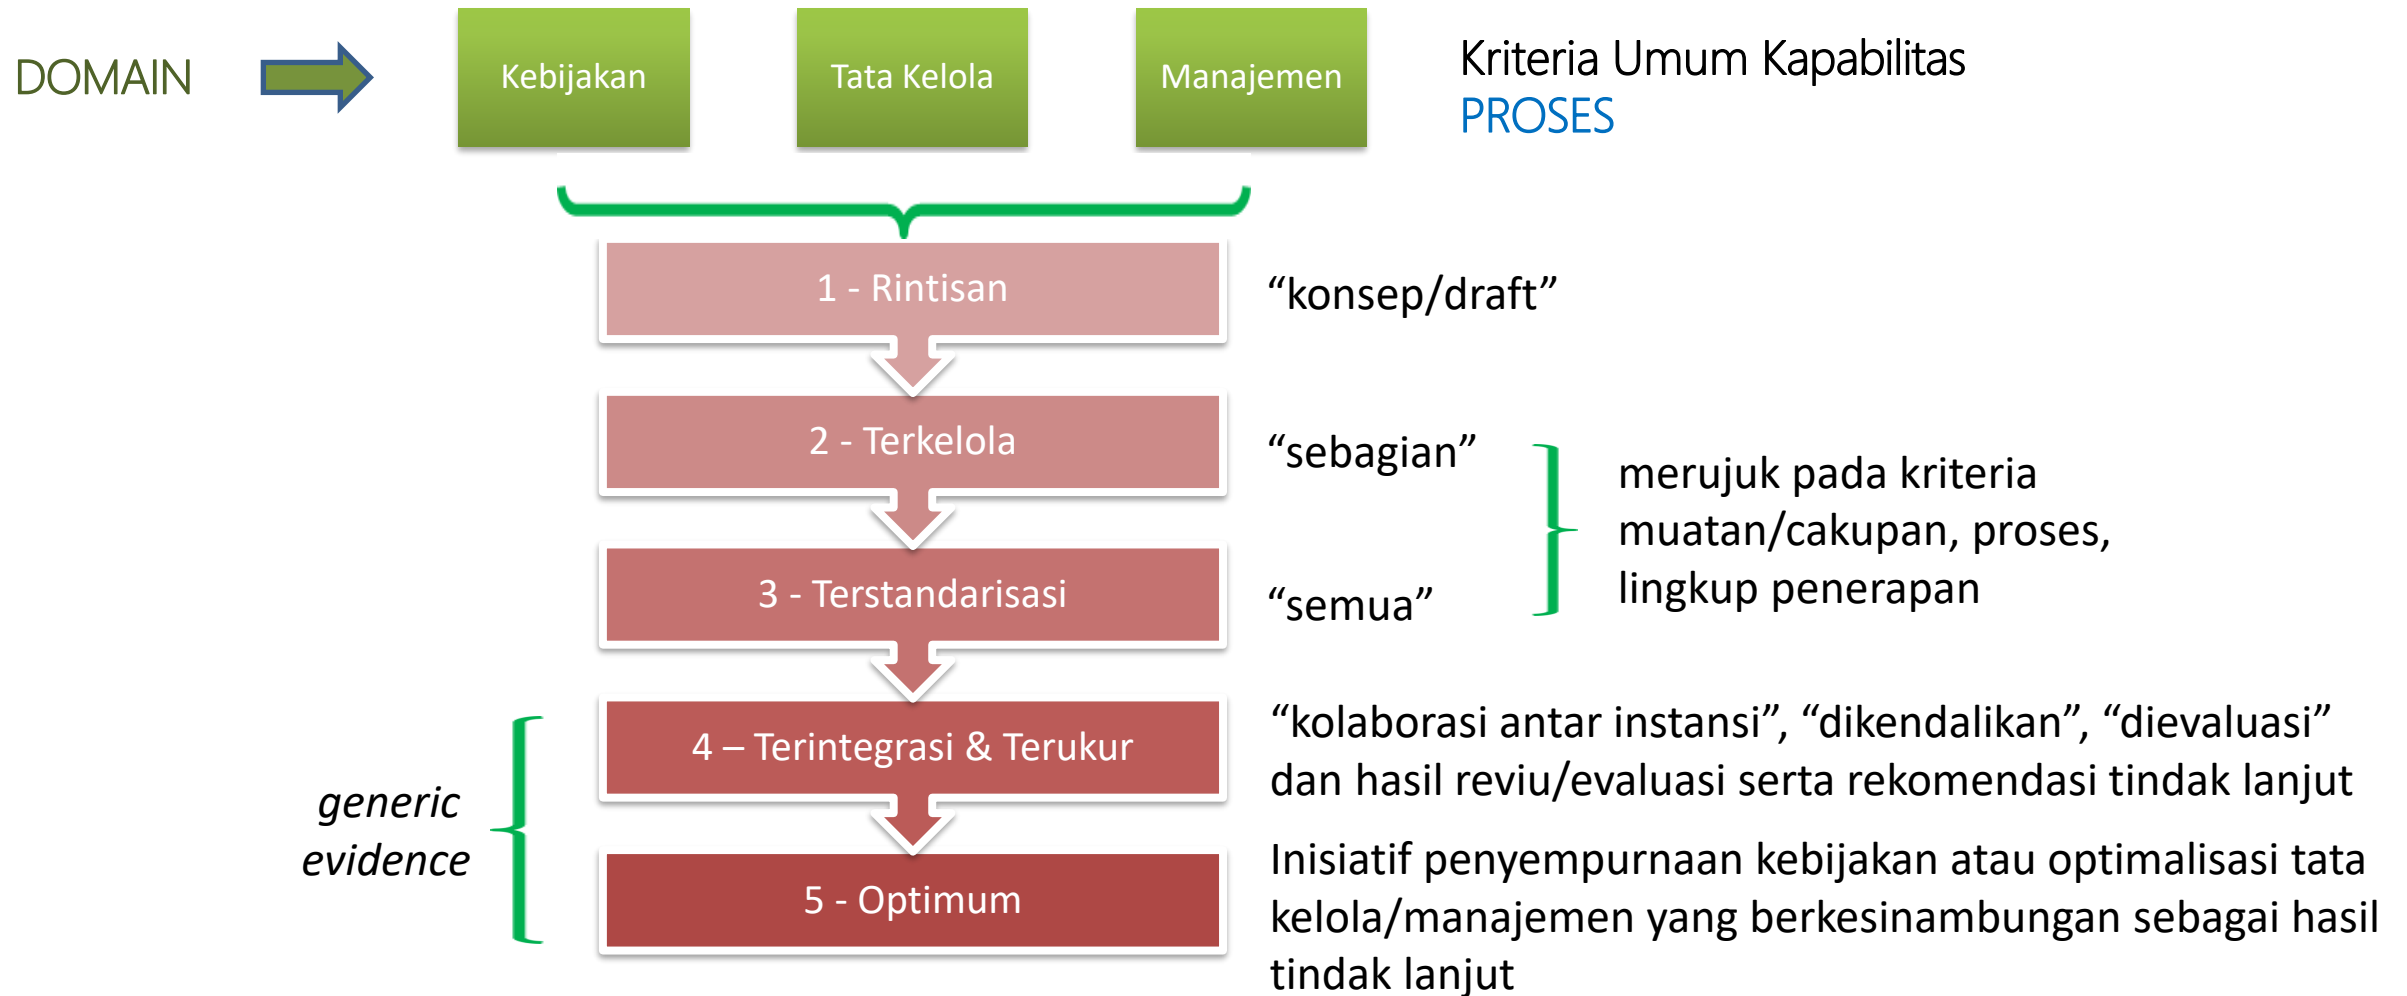 DOMAIN
Kebijakan
Tata Kelola
Manajemen
Kriteria Umum Kapabilitas
PROSES
1 - Rintisan
“konsep/draft”
2 - Terkelola
“sebagian”
3 - Terstandarisasi
“semua”
merujuk pada kriteria
muatan/cakupan, proses,
lingkup penerapan
generic
evidence
4 – Terintegrasi & Terukur
“kolaborasi antar instansi”, “dikendalikan”, “dievaluasi”
dan hasil reviu/evaluasi serta rekomendasi tindak lanjut
5 - Optimum
Inisiatif penyempurnaan kebijakan atau optimalisasi tata
kelola/manajemen yang berkesinambungan sebagai hasil
tindak lanjut